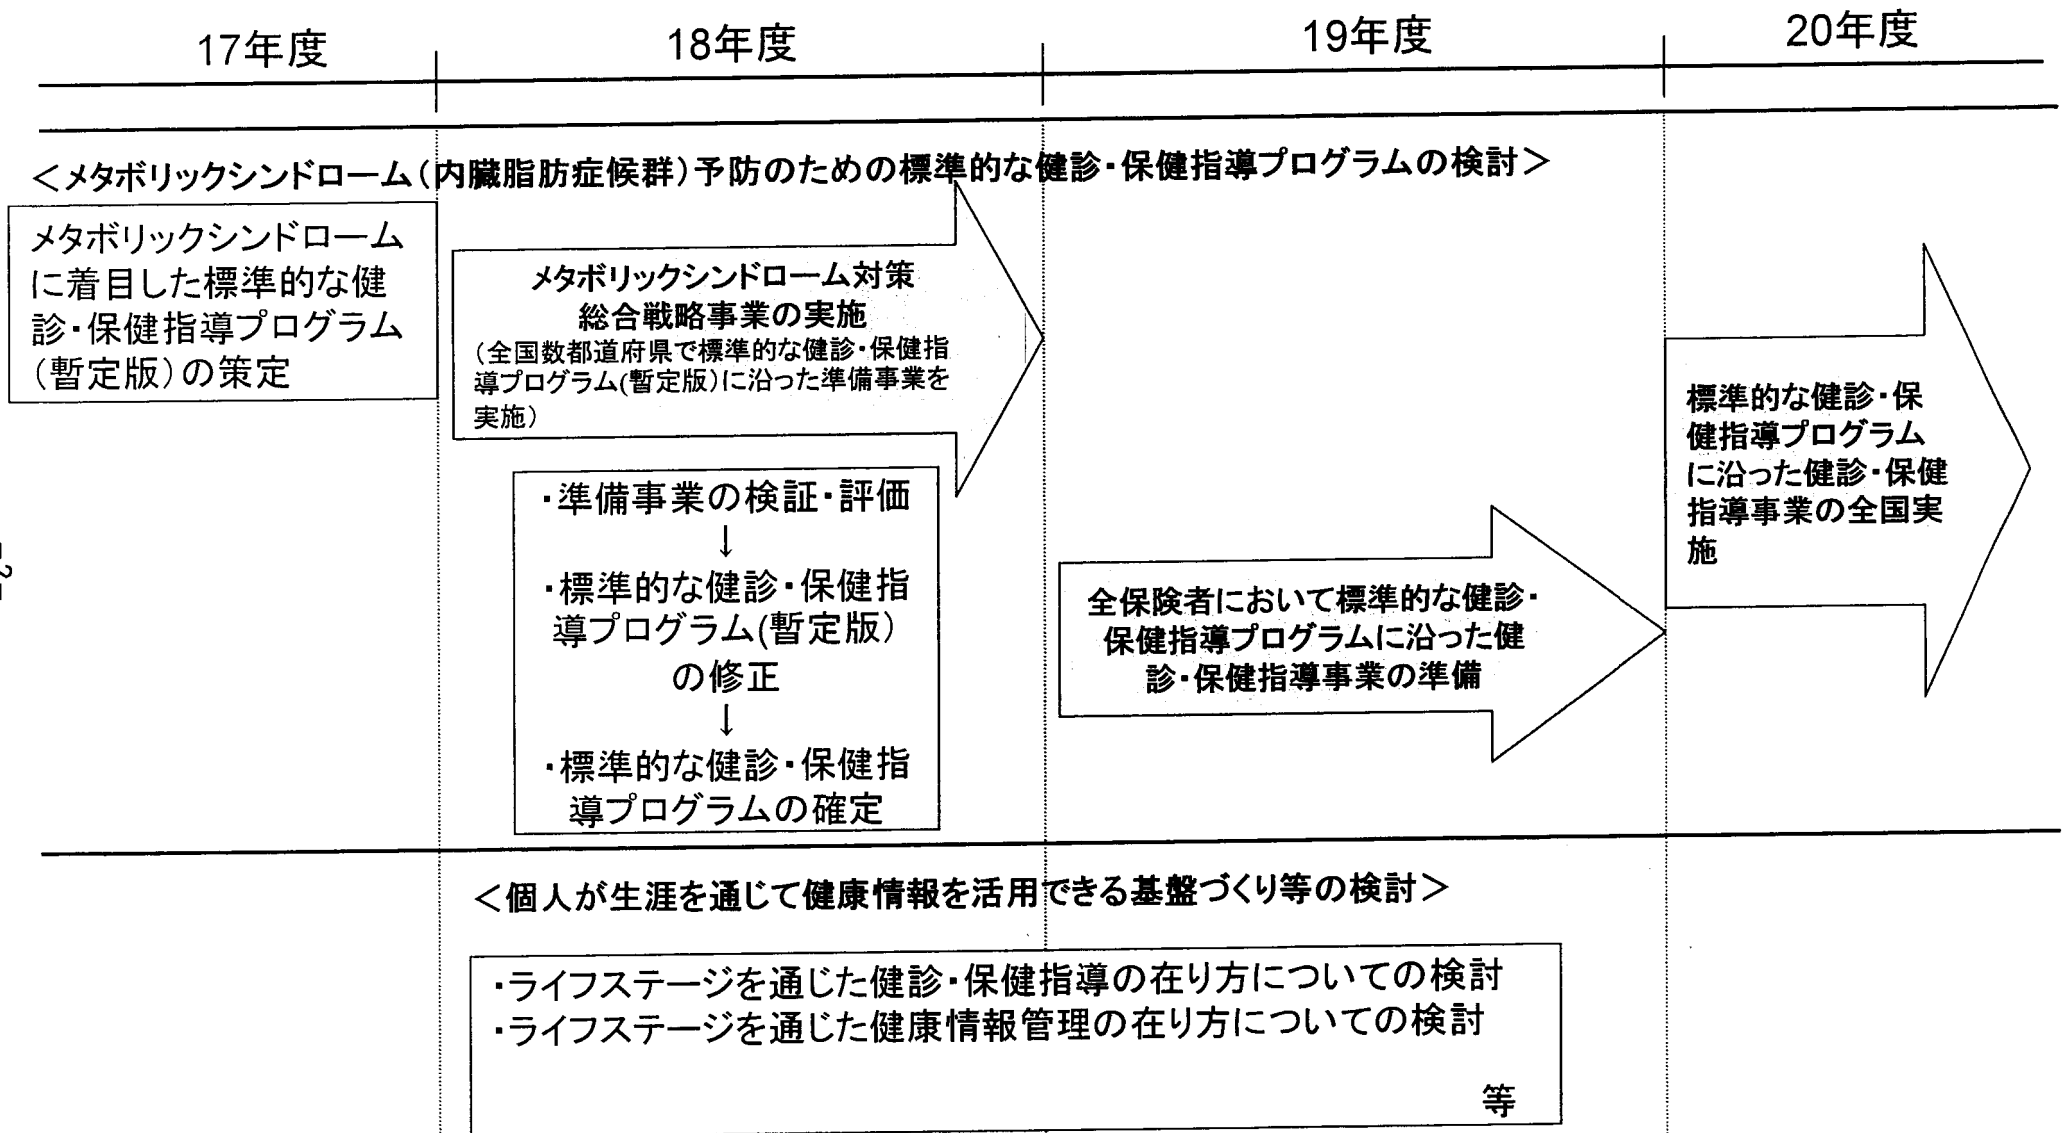 17年度
18年度
19年度
20年度
＜メタボリックシンドローム（内臓脂肪症候群）予防のための標準的な健診・保健指導プログラムの検討＞
メタボリックシンドローム
に着目した標準的な健
診・保健指導プログラム
（暫定版）の策定
メタボリックシンドローム対策
総合戦略事業の実施
（全国数都道府県で標準的な健診・保健指
導プログラム(暫定版）に沿った準備事業を
実施）
・準備事業の検証・評価
↓
・標準的な健診・保健指
導プログラム(暫定版）
の修正
↓
・標準的な健診・保健指
導プログラムの確定
全保険者において標準的な健診・
保健指導プログラムに沿った健
診・保健指導事業の準備
標準的な健診・保
健指導プログラム
に沿った健診・保健
指導事業の全国実
施
-2-
＜個人が生涯を通じて健康情報を活用できる基盤づくり等の検討＞
・ライフステージを通じた健診・保健指導の在り方についての検討
・ライフステージを通じた健康情報管理の在り方についての検討
等